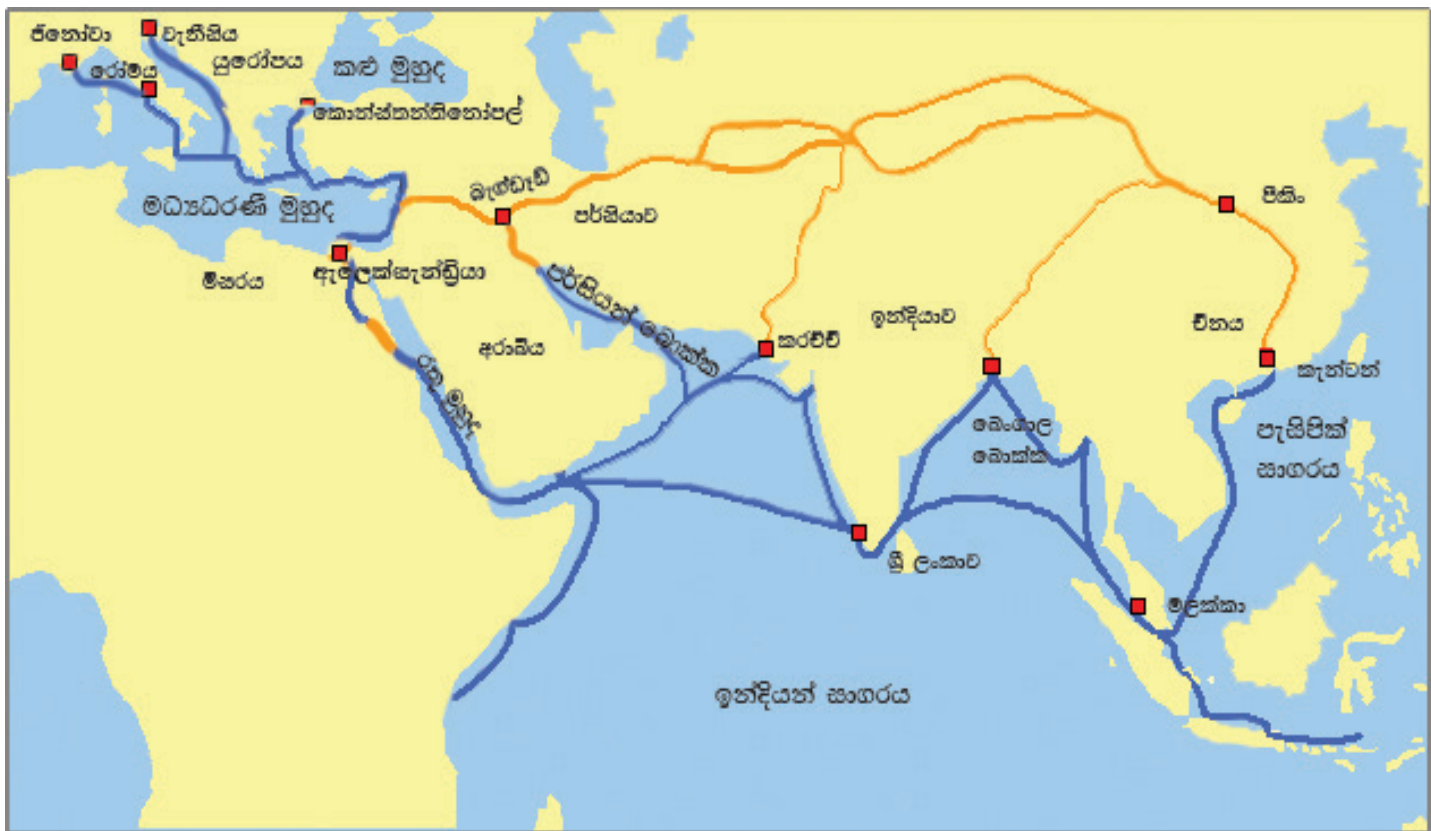 ජිනෝවා
වැනීසිය
රෝමය
යුරෝපය
කළු මුහුද
කොන්ස්තන්තිනෝපල්
මධ්‍යධරණී මුහුද
බැග්ඩෑඩ්
පර්සියාව
පීකිං
මිසරය
ඇලෙක්සැන්ඩ්‍රියා
පර්සියන් බොක්ක
අරාබිය
රතු මුහුද
කරච්චි
ඉන්දියාව
චීනය
කැන්ටන්
බෙංගාල
බොක්ක
පැසිපික්
සාගරය
ශ්‍රී ලංකාව
මලක්කා
ඉන්දියන් සාගරය